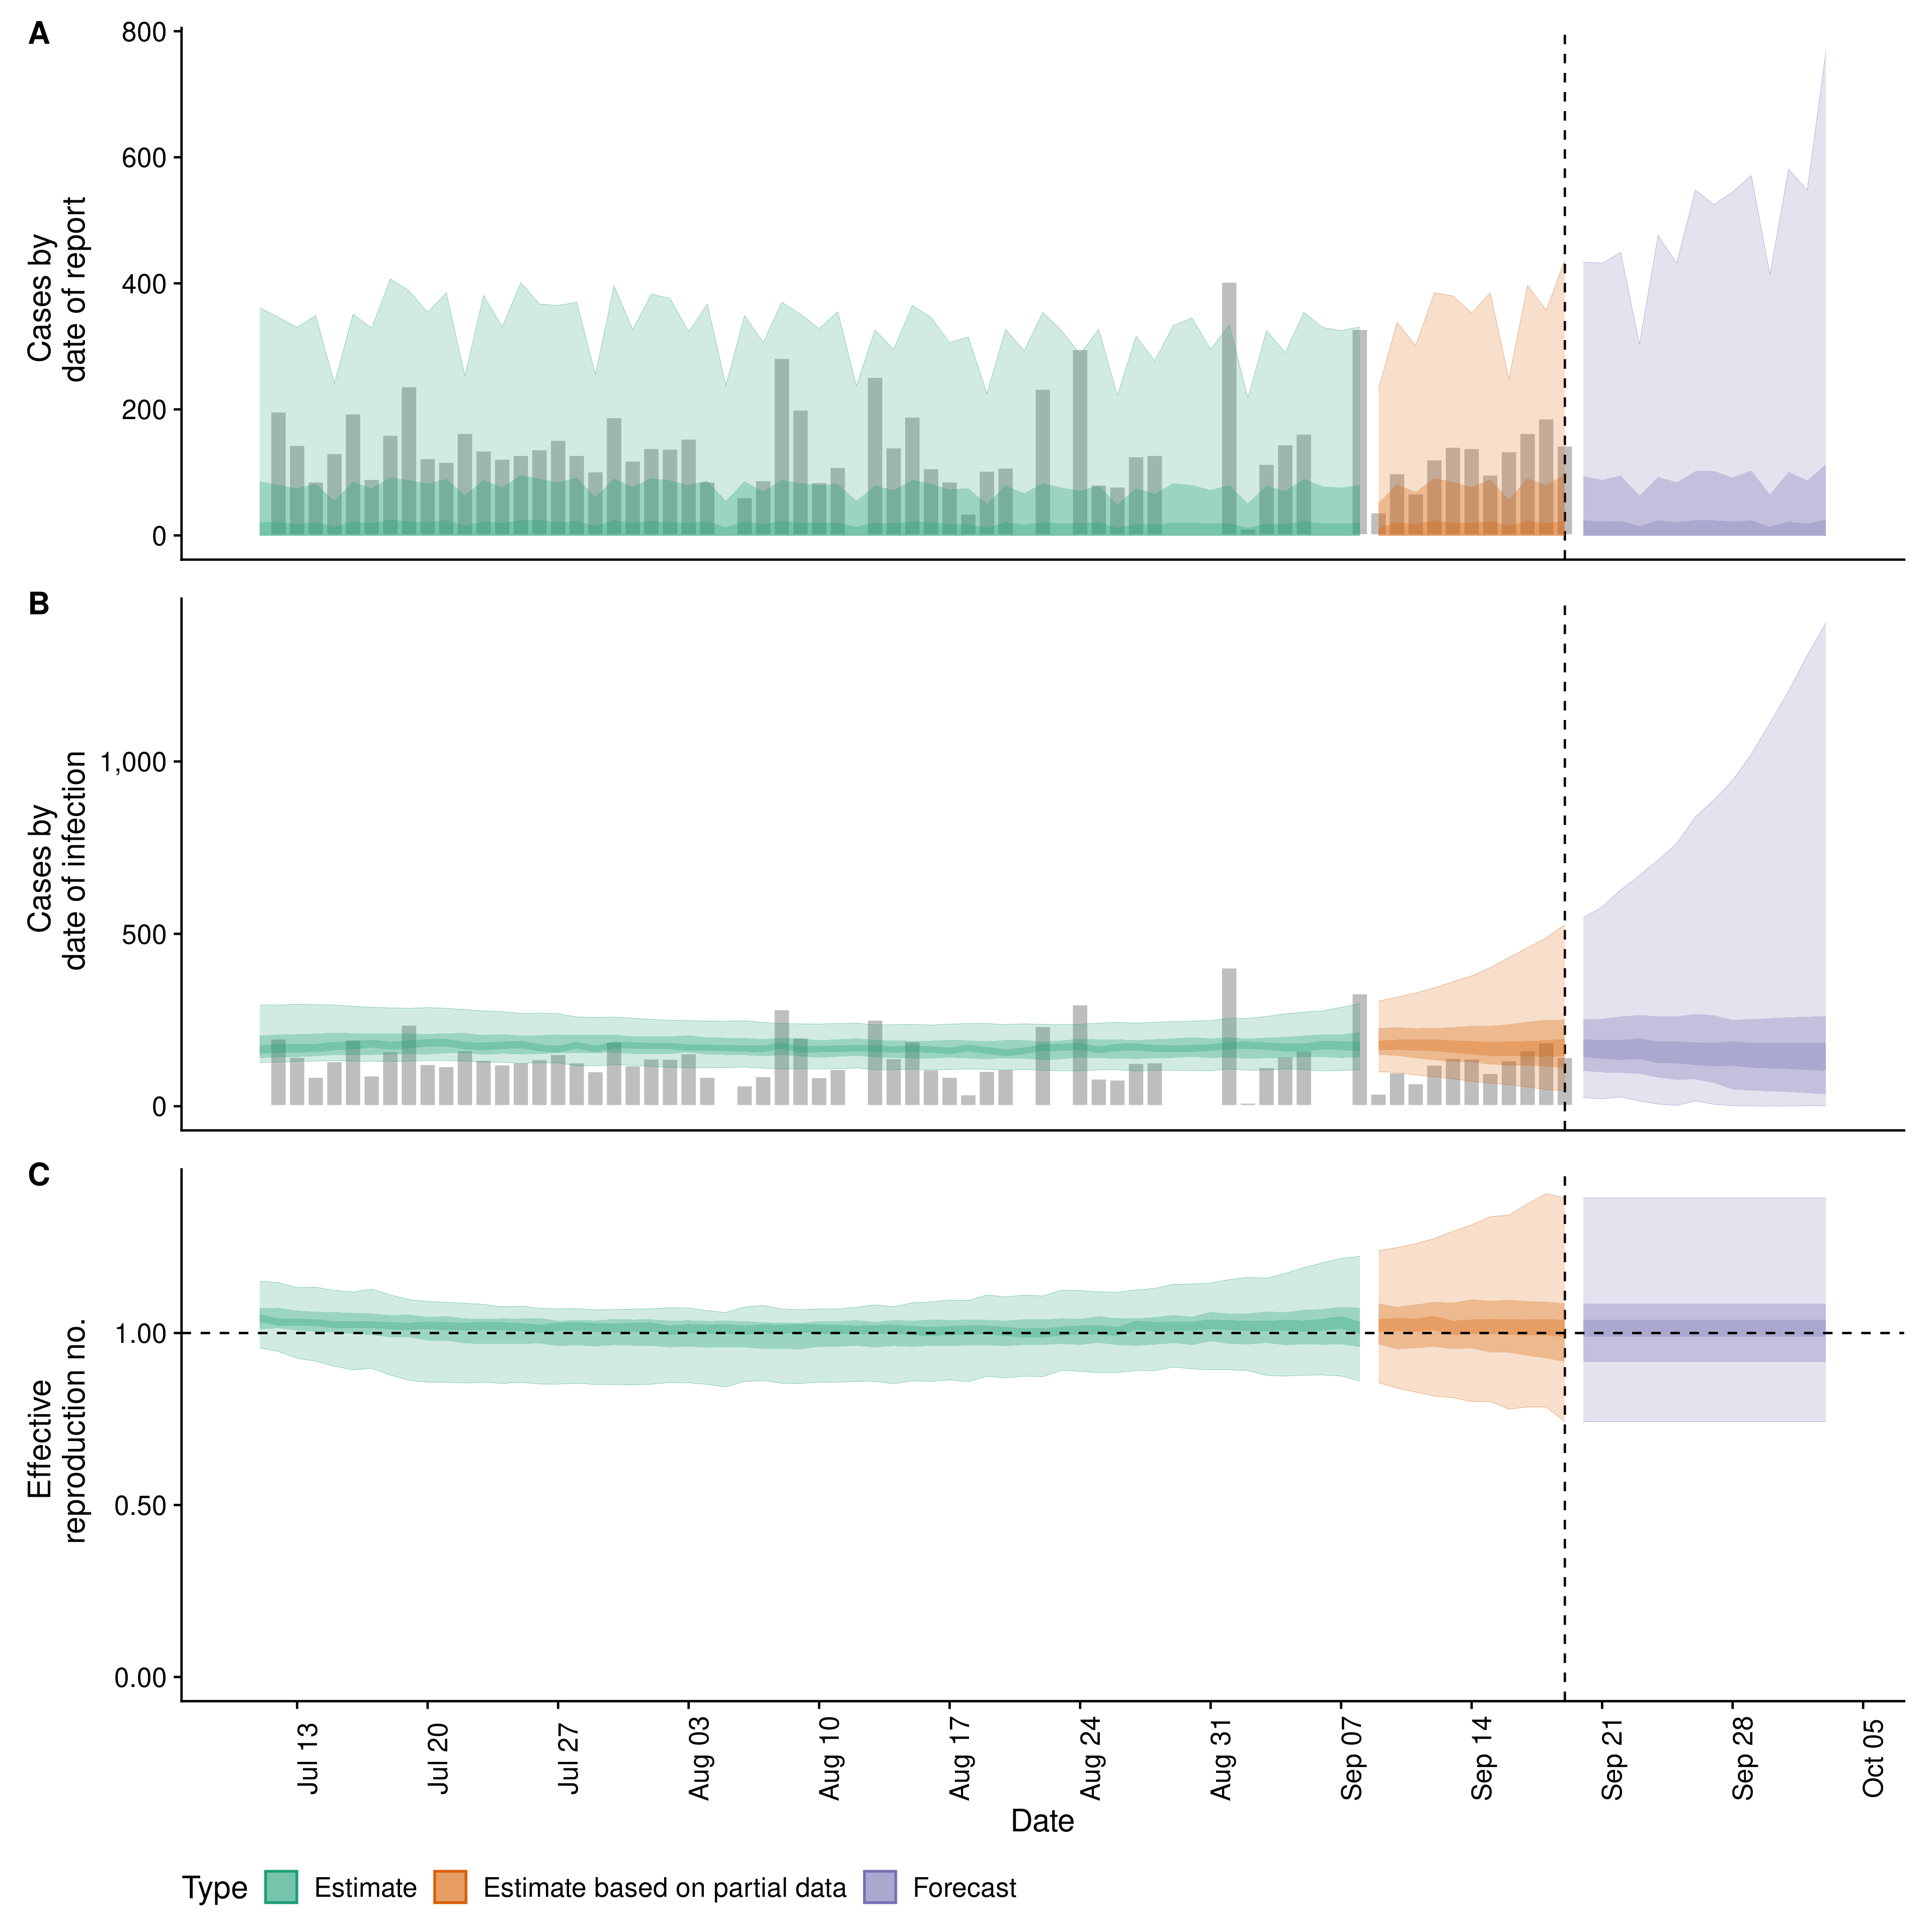 A
800
600
400
200
0
Cases by
date of report
B
1,000
500
0
Cases by
date of infection
C
1.00
0.50
0.00
Effective
reproduction no.
Jul 13
Jul 20
Jul 27
Aug 03
Aug 10
Aug 17
Aug 24
Aug 31
Sep 07
Sep 14
Sep 21
Sep 28
Oct 05
Date
Type Estimate Estimate based on partial data Forecast